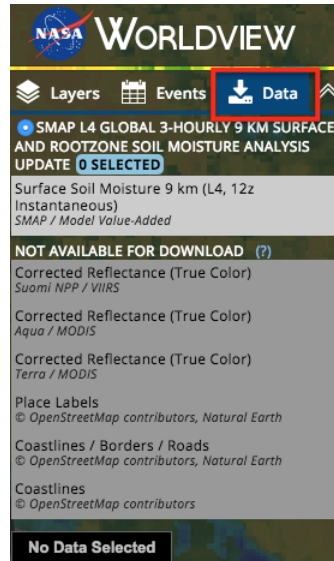 NASA WORLDVIEW
Layers Events Data
SMAP L4 GLOBAL 3-HOURLY 9 KM SURFACE
AND ROOTZONE SOIL MOISTURE ANALYSIS
UPDATE 0 SELECTED
Surface Soil Moisture 9 km (L4, 12z
Instantaneous)
SMAP / Model Value-Added
NOT AVAILABLE FOR DOWNLOAD (?)
Corrected Reflectance (True Color)
Suomi NPP / VIIRS
Corrected Reflectance (True Color)
Aqua / MODIS
Corrected Reflectance (True Color)
Terra / MODIS
Place Labels
© OpenStreetMap contributors, Natural Earth
Coastlines / Borders / Roads
© OpenStreetMap contributors, Natural Earth
Coastlines
© OpenStreetMap contributors
No Data Selected